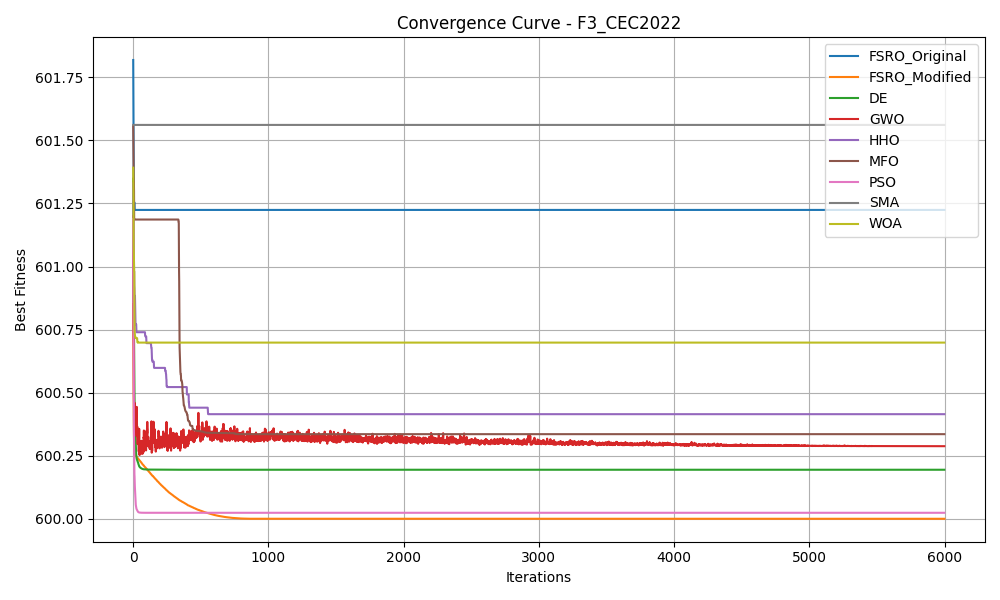 Convergence Curve - F3_CEC2022
Best Fitness
601.75
601.50
601.25
601.00
600.75
600.50
600.25
600.00
0
1000
2000
3000
4000
5000
6000
Iterations
FSRO_Original
FSRO_Modified
DE
GWO
HHO
MFO
PSO
SMA
WOA